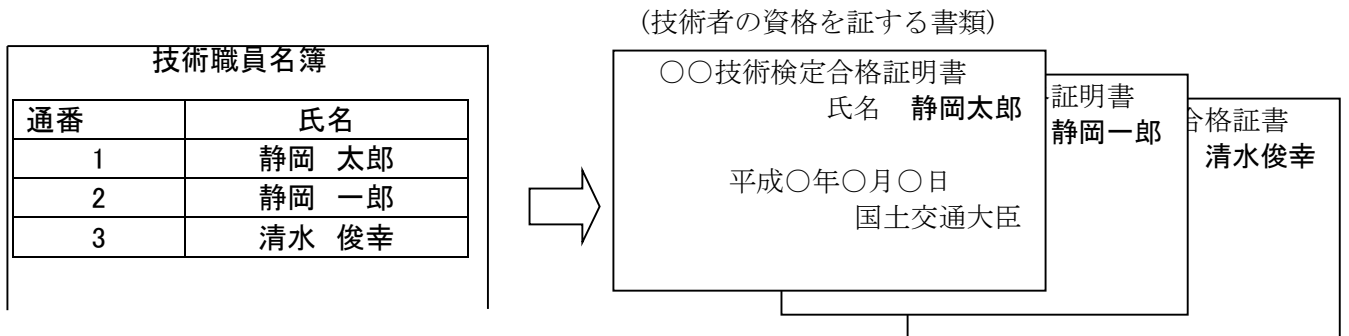 (技術者の資格を証する書類)
技術職員名簿
通番 氏名
1 静岡 太郎
2 静岡 一郎
3 清水 俊幸
○○技術検定合格証明書
氏名 静岡太郎
平成○年○月○日
国土交通大臣
証明書
静岡一郎
合格証書
清水俊幸